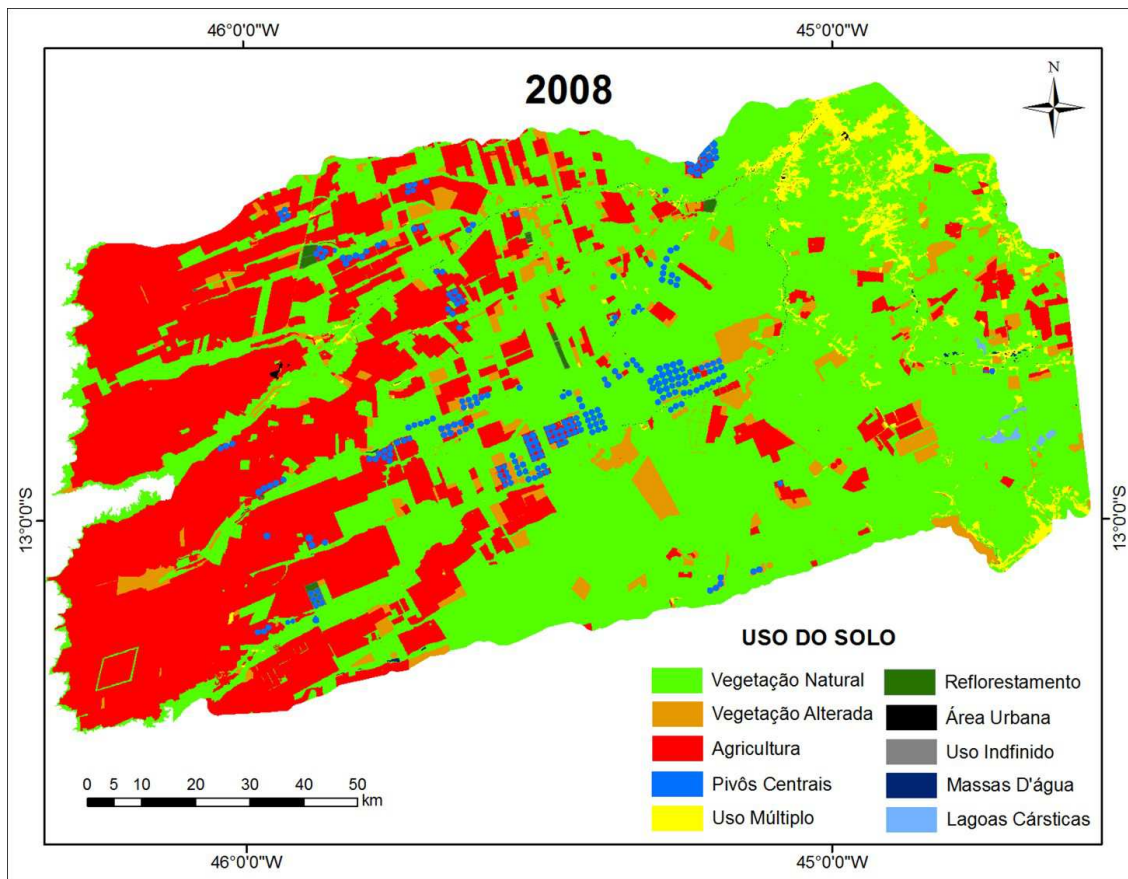 46°0'0"W
45°0'0"W
2008
N
13°0'0"S
13°0'0"S
USO DO SOLO
Vegetação Natural
Vegetação Alterada
Agricultura
Pivôs Centrais
Uso Múltiplo
Reflorestamento
Área Urbana
Uso Indfinido
Massas D'água
Lagoas Cársticas
0 5 10 20 30 40 50
km
46°0'0"W
45°0'0"W